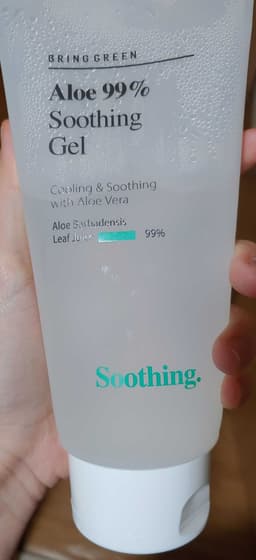 BRING GREEN
Aloe 99%
Soothing
Gel
Cooling & Soothing
with Aloe Vera
Aloe Barbadensis
Leaf Juice 99%
Soothing.